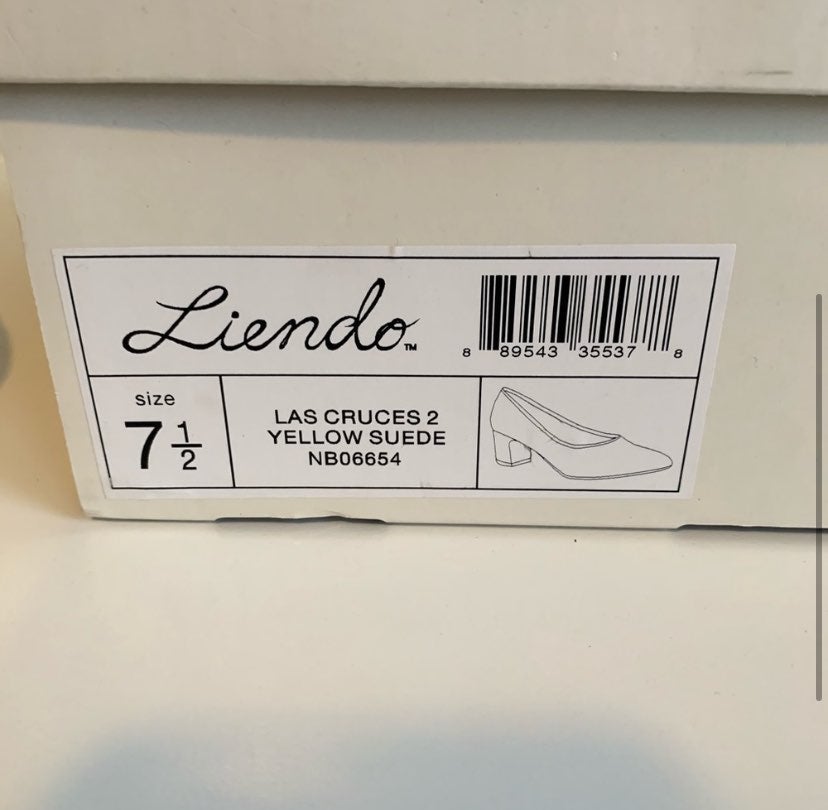 Liendo™
8 89543 35537 8
size
7 1/2
LAS CRUCES 2
YELLOW SUEDE
NB06654